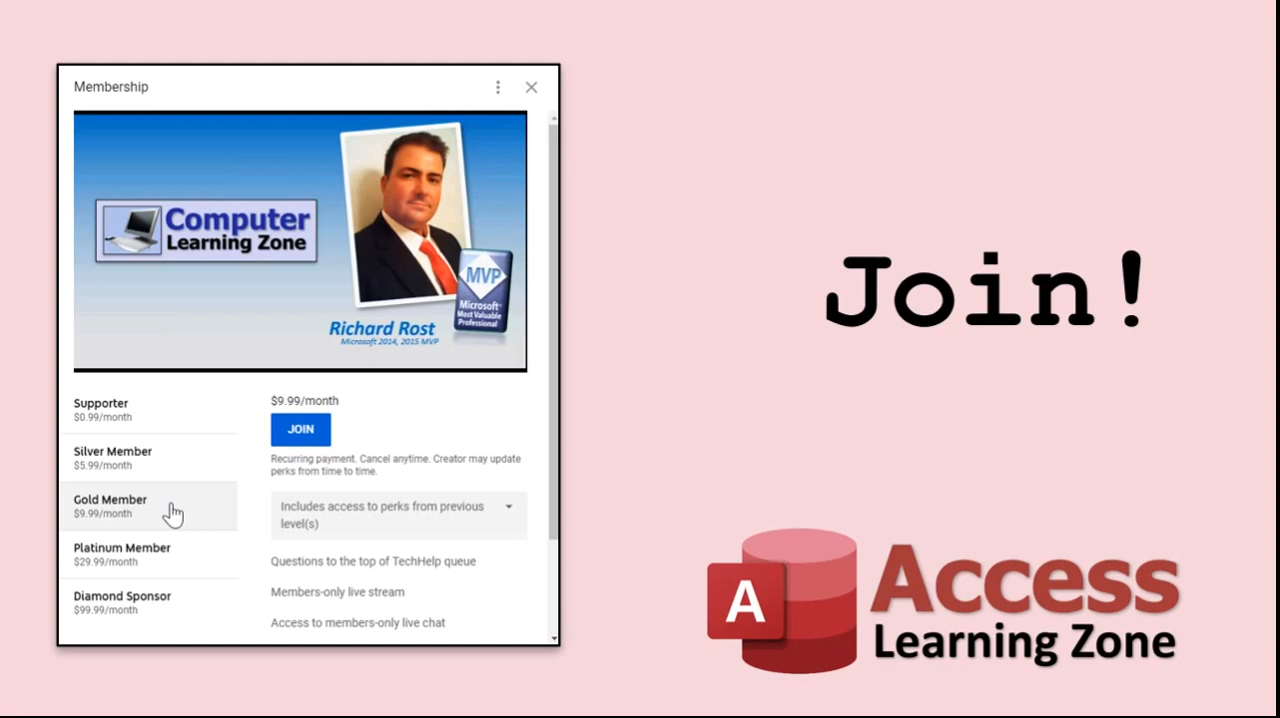 Membership
Computer
Learning Zone
MVP
Microsoft®
Most Valuable
Professional
Richard Rost
Microsoft 2014, 2015 MVP
Supporter
$0.99/month
Silver Member
$5.99/month
Gold Member
$9.99/month
Platinum Member
$29.99/month
Diamond Sponsor
$99.99/month
$9.99/month
JOIN
Recurring payment. Cancel anytime. Creator may update
perks from time to time.
Includes access to perks from previous
level(s)
Questions to the top of TechHelp queue
Members-only live stream
Access to members-only live chat
Join!
A
Access
Learning Zone